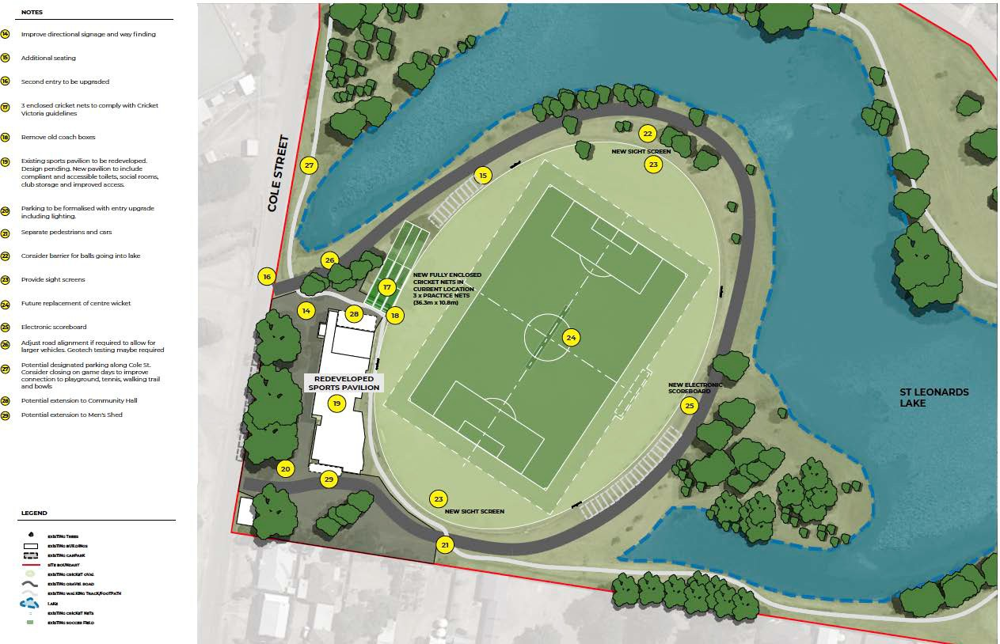 NOTES
14 Improve directional signage and way finding
15 Additional seating
16 Second entry to be upgraded
17 3 enclosed cricket nets to comply with Cricket
Victoria guidelines
18 Remove old coach boxes
19 Existing sports pavilion to be redeveloped.
Design pending. New pavilion to include
compliant and accessible toilets, social rooms,
club storage and improved access.
20 Parking to be formalised with entry upgrade
including lighting.
21 Separate pedestrians and cars
22 Consider barrier for balls going into lake
23 Provide sight screens
24 Future replacement of centre wicket
25 Electronic scoreboard
26 Adjust road alignment if required to allow for
larger vehicles. Geotech testing maybe required
27 Potential designated parking along Cole St.
Consider closing on game days to improve
connection to playground, tennis, walking trail
and bowls
28 Potential extension to Community Hall
29 Potential extension to Men's Shed
LEGEND
EXISTING TREES
EXISTING BUILDINGS
EXISTING CARPARK
SITE BOUNDARY
EXISTING CRICKET OVAL
EXISTING GRAVEL ROAD
EXISTING WALKING TRACK/FOOTPATH
LAKE
EXISTING CRICKET NETS
EXISTING SOCCER FIELD
COLE STREET
27
15
22
NEW SIGHT SCREEN
23
26
16
17
NEW FULLY ENCLOSED
CRICKET NETS IN
CURRENT LOCATION
3 x PRACTICE NETS
(36.3m x 10.8m)
14
28
18
24
REDEVELOPED
SPORTS PAVILION
19
NEW ELECTRONIC
SCOREBOARD
25
ST LEONARDS
LAKE
20
29
23
NEW SIGHT SCREEN
21